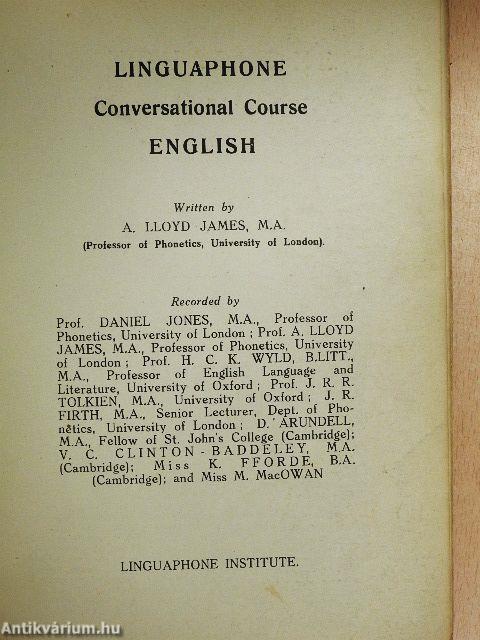 LINGUAPHONE
Conversational Course
ENGLISH
Written by
A. LLOYD JAMES, M.A.
(Professor of Phonetics, University of London).
Recorded by
Prof. DANIEL JONES, M.A., Professor of
Phonetics, University of London; Prof. A. LLOYD
JAMES, M.A., Professor of Phonetics, University
of London; Prof. H. C. K. WYLD, B.LITT.,
M.A., Professor of English Language and
Literature, University of Oxford; Prof. J. R. R.
TOLKIEN, M.A., University of Oxford; J. R.
FIRTH, M.A., Senior Lecturer, Dept. of Pho-
nětics, University of London; D. ARUNDELL,
M.A., Fellow of St. John's College (Cambridge);
V. C. CLINTON-BADDELEY, M.A.
(Cambridge); Miss K. FFORDE, B.A.
(Cambridge); and Miss M. MacOWAN
LINGUAPHONE INSTITUTE.
Antikvárium.hu